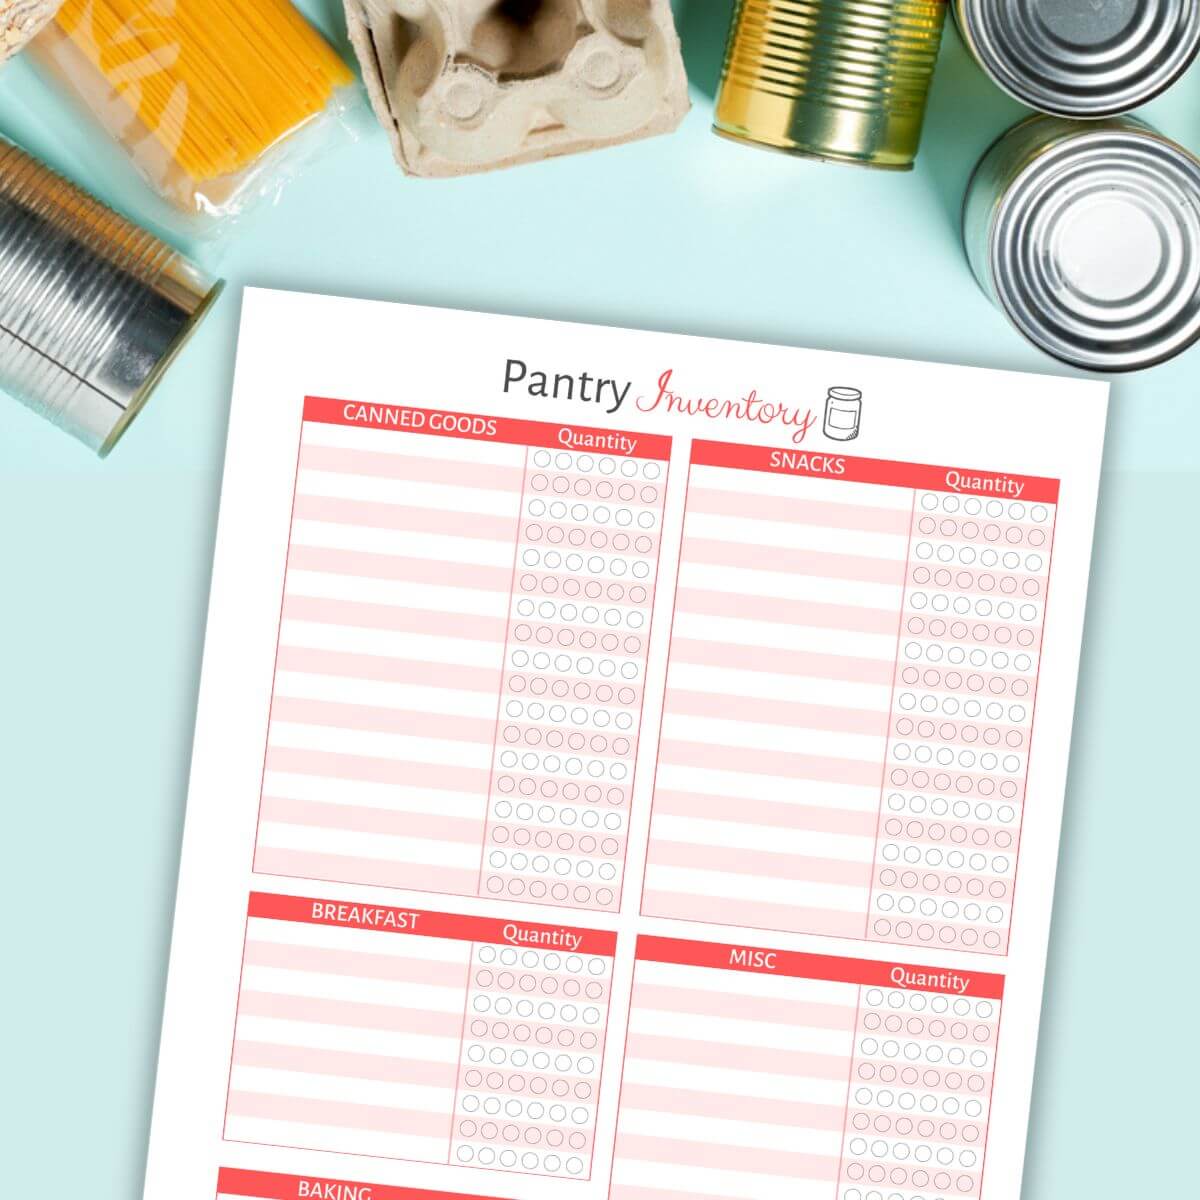 Pantry Inventory
CANNED GOODS Quantity
SNACKS Quantity
BREAKFAST Quantity
MISC Quantity
BAKING